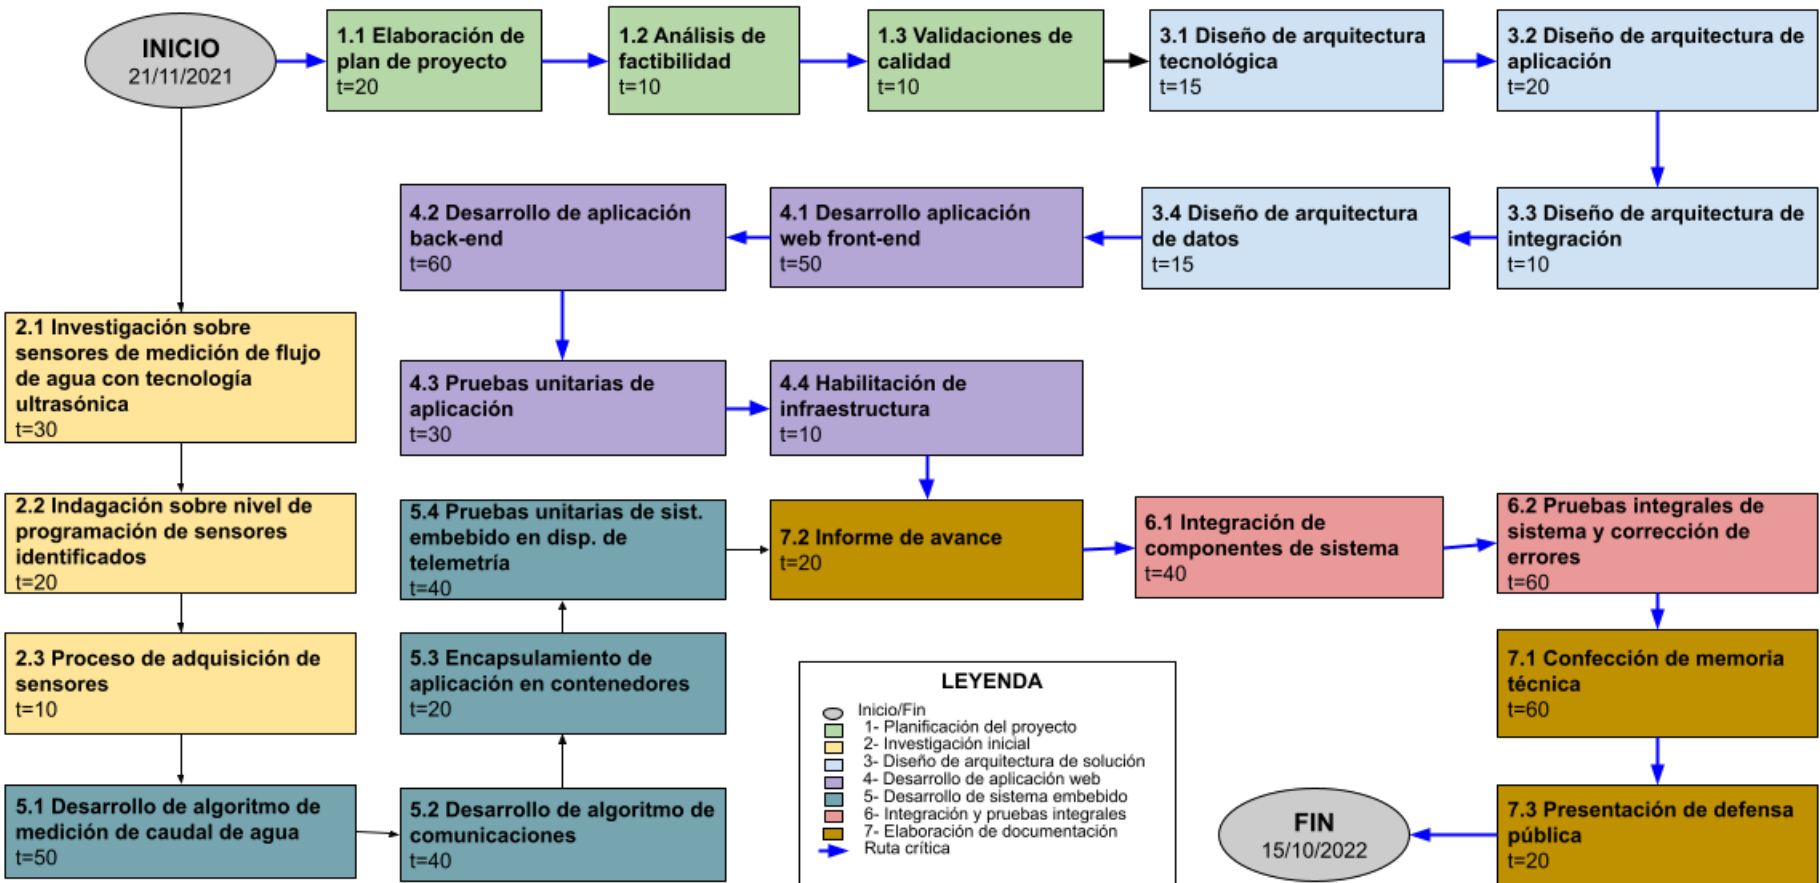 INICIO
21/11/2021
1.1 Elaboración de
plan de proyecto
t=20
1.2 Análisis de
factibilidad
t=10
1.3 Validaciones de
calidad
t=10
3.1 Diseño de arquitectura
tecnológica
t=15
3.2 Diseño de arquitectura de
aplicación
t=20
4.2 Desarrollo de aplicación
back-end
t=60
4.1 Desarrollo aplicación
web front-end
t=50
3.4 Diseño de arquitectura
de datos
t=15
3.3 Diseño de arquitectura de
integración
t=10
2.1 Investigación sobre
sensores de medición de flujo
de agua con tecnología
ultrasónica
t=30
4.3 Pruebas unitarias de
aplicación
t=30
4.4 Habilitación de
infraestructura
t=10
2.2 Indagación sobre nivel de
programación de sensores
identificados
t=20
5.4 Pruebas unitarias de sist.
embebido en disp. de
telemetría
t=40
7.2 Informe de avance
t=20
6.1 Integración de
componentes de sistema
t=40
6.2 Pruebas integrales de
sistema y corrección de
errores
t=60
2.3 Proceso de adquisición de
sensores
t=10
5.3 Encapsulamiento de
aplicación en contenedores
t=20
7.1 Confección de memoria
técnica
t=60
5.1 Desarrollo de algoritmo de
medición de caudal de agua
t=50
5.2 Desarrollo de algoritmo de
comunicaciones
t=40
LEYENDA
Inicio/Fin
1- Planificación del proyecto
2- Investigación inicial
3- Diseño de arquitectura de solución
4- Desarrollo de aplicación web
5- Desarrollo de sistema embebido
6- Integración y pruebas integrales
7- Elaboración de documentación
Ruta crítica
FIN
15/10/2022
7.3 Presentación de defensa
pública
t=20